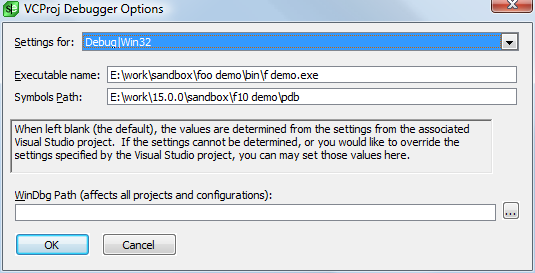 VCProj Debugger Options
Settings for: Debug|Win32
Executable name: E:\work\sandbox\foo demo\bin\f demo.exe
Symbols Path: E:\work\15.0.0\sandbox\f10 demo\pdb
When left blank (the default), the values are determined from the settings from the associated
Visual Studio project.  If the settings cannot be determined, or you would like to override the
settings specified by the Visual Studio project, you can may set those values here.
WinDbg Path (affects all projects and configurations):
...
OK Cancel